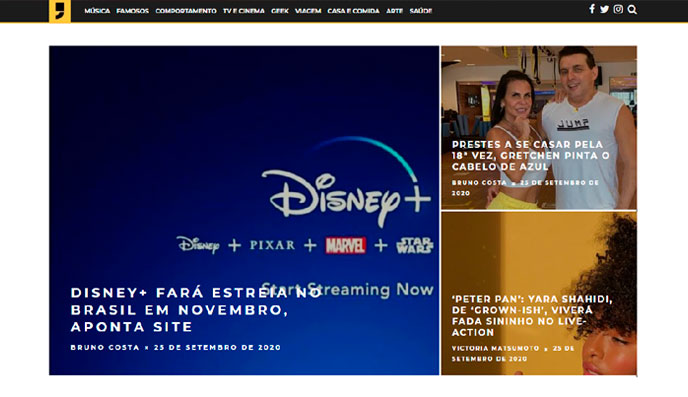 MÚSICA FAMOSOS COMPORTAMENTO TV E CINEMA GEEK VIAGEM CASA E COMIDA ARTE SAÚDE
Disney+
Disney + PIXAR + MARVEL + STAR WARS
Start Streaming Now
DISNEY+ FARÁ ESTREIA NO
BRASIL EM NOVEMBRO,
APONTA SITE
BRUNO COSTA × 25 DE SETEMBRO DE 2020
JUMP
PRESTES A SE CASAR PELA
18ª VEZ, GRETCHEN PINTA O
CABELO DE AZUL
BRUNO COSTA × 25 DE SETEMBRO DE
2020
‘PETER PAN’: YARA SHAHIDI,
DE ‘GROWN-ISH’, VIVERÁ
FADA SININHO NO LIVE-
ACTION
VICTORIA MATSUMOTO × 25 DE
SETEMBRO DE 2020